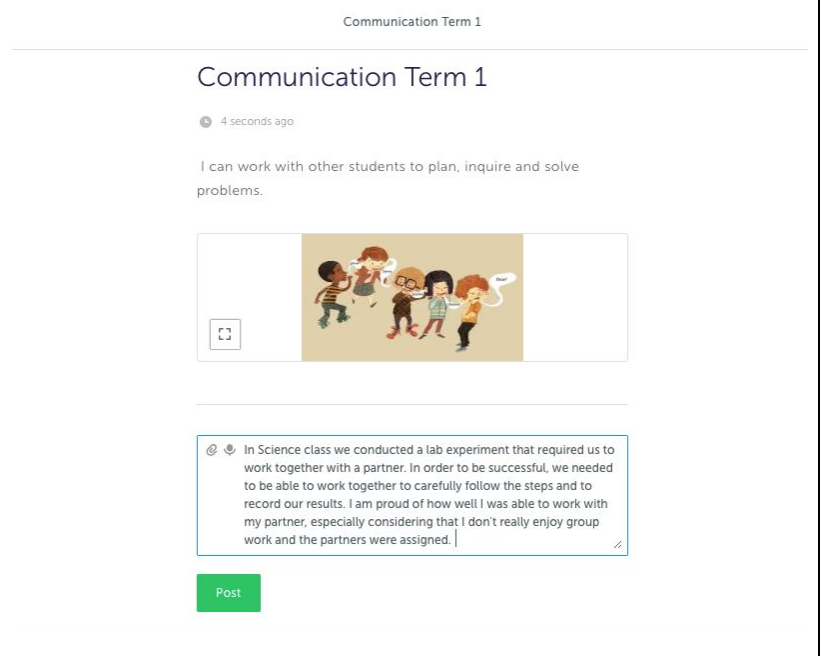 Communication Term 1
Communication Term 1
4 seconds ago
I can work with other students to plan, inquire and solve
problems.
In Science class we conducted a lab experiment that required us to
work together with a partner. In order to be successful, we needed
to be able to work together to carefully follow the steps and to
record our results. I am proud of how well I was able to work with
my partner, especially considering that I don't really enjoy group
work and the partners were assigned.
Post